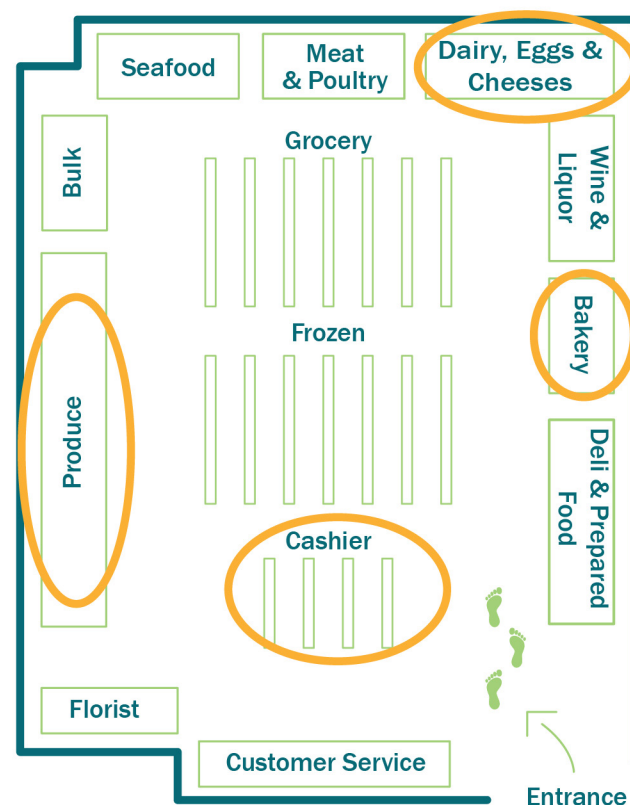 Seafood
Meat
& Poultry
Dairy, Eggs &
Cheeses
Grocery
Bulk
Wine &
Liquor
Frozen
Bakery
Produce
Deli & Prepared
Food
Cashier
Florist
Customer Service
Entrance